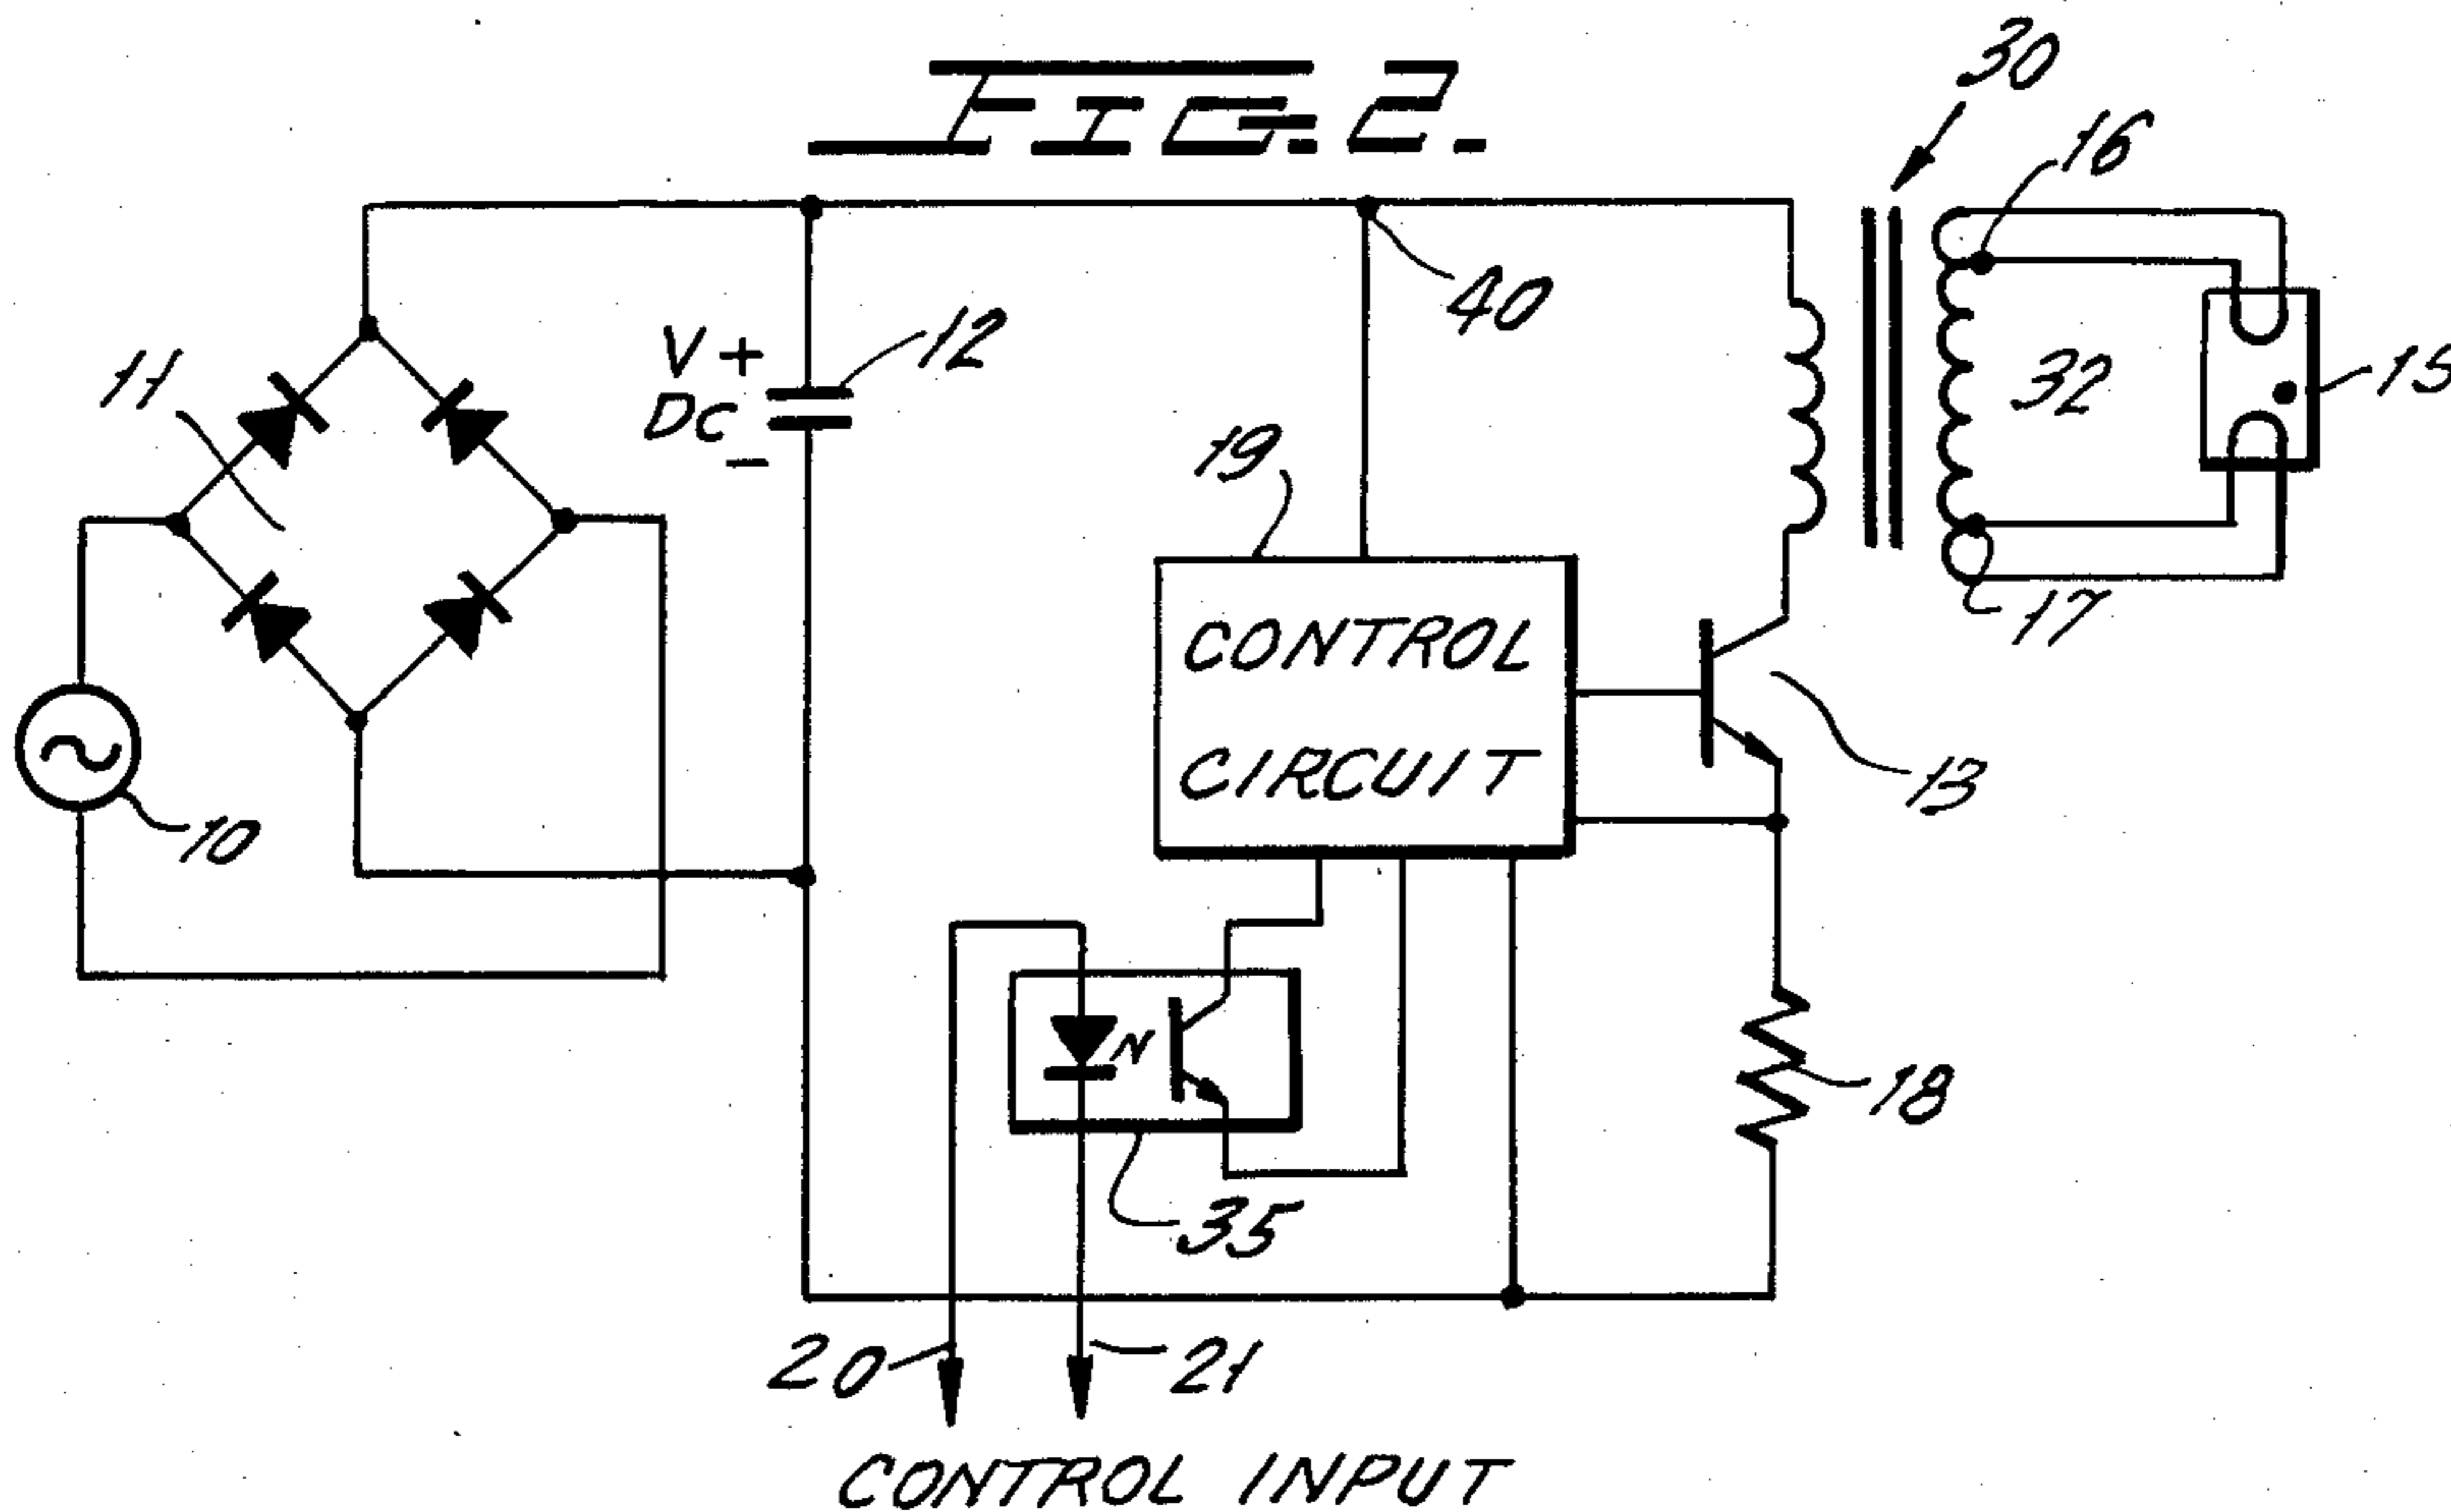 FIG. 2.
30
16
40
V +
DC -
12
11
32
15
19
17
CONTROL
CIRCUIT
13
10
N
18
35
20
21
CONTROL INPUT